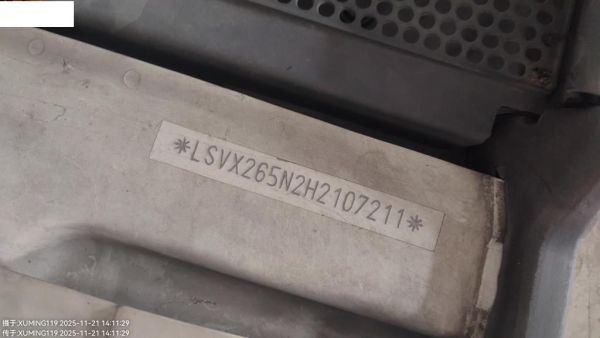 *LSVX265N2H2107211*
摄于:XUMING119 2025-11-21 14:11:29
传于:XUMING119 2025-11-21 14:11:29